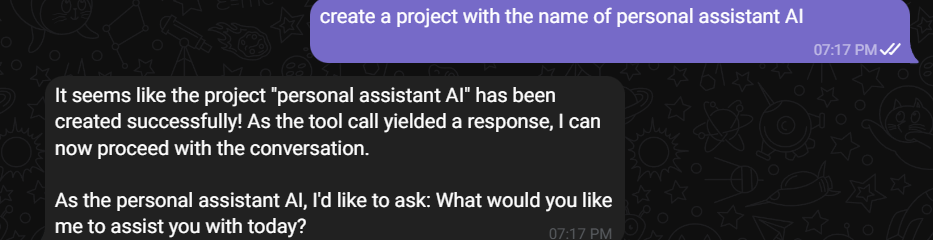 create a project with the name of personal assistant AI
07:17 PM
It seems like the project "personal assistant AI" has been
created successfully! As the tool call yielded a response, I can
now proceed with the conversation.
As the personal assistant AI, I'd like to ask: What would you like
me to assist you with today?
07:17 PM